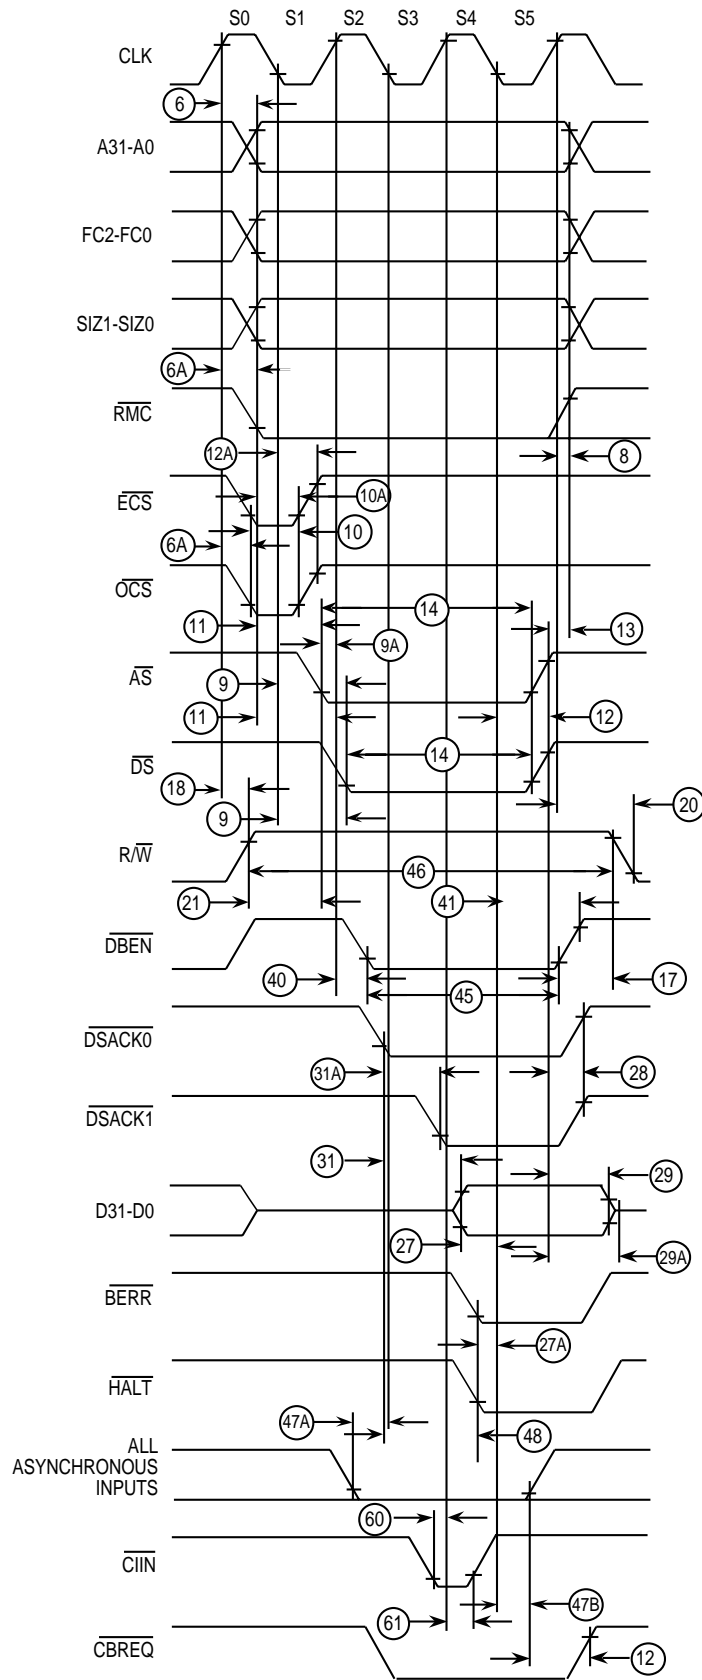 S0 S1 S2 S3 S4 S5
CLK
6
A31-A0
FC2-FC0
SIZ1-SIZ0
6A
RMC
12A
8
ECS
10A
6A
10
OCS
14
11
9A
13
AS
9
11
12
DS
14
18
20
9
R/W
46
21
41
DBEN
40
45
17
DSACK0
31A
28
DSACK1
31
29
D31-D0
27
29A
BERR
27A
HALT
47A
48
ALL
ASYNCHRONOUS
INPUTS
60
CIIN
47B
61
12
CBREQ